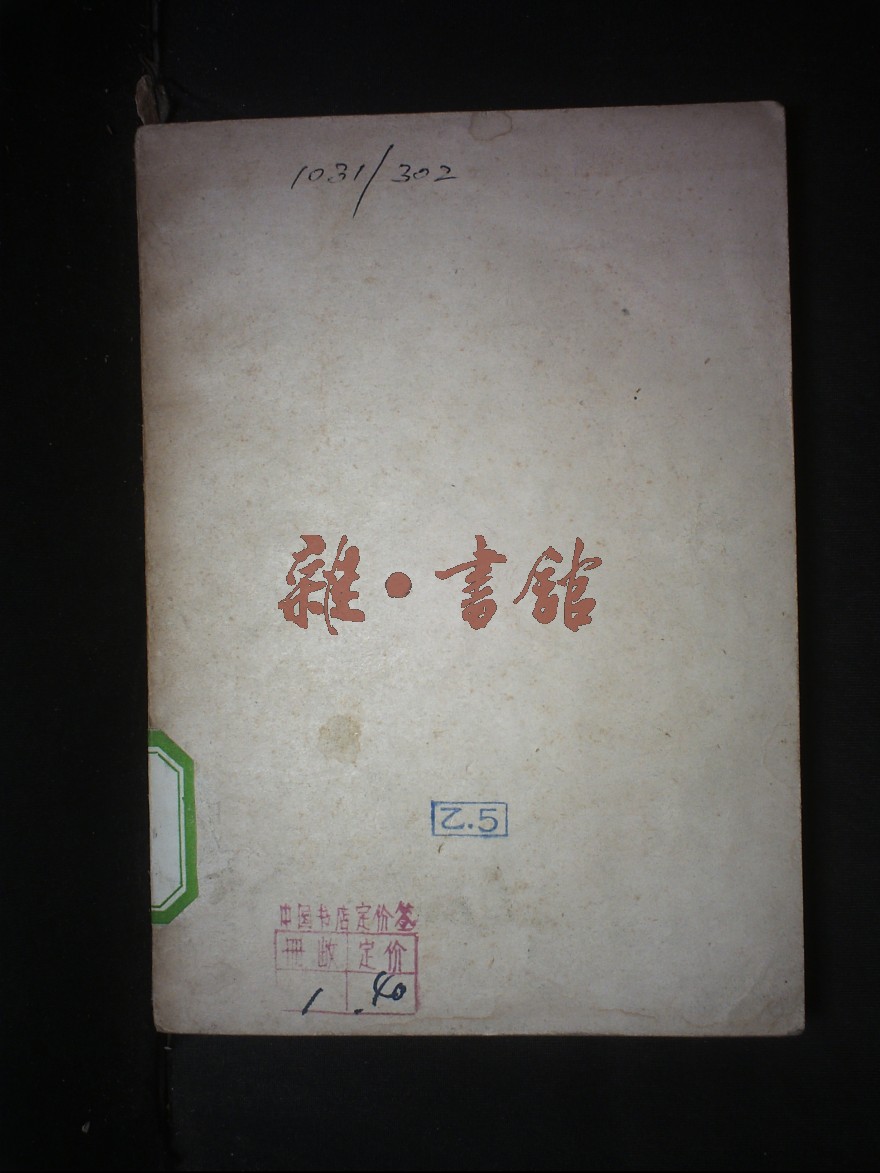 1031/302
雜·書館
乙.5
中国书店定价签
册数 定价
1 .40